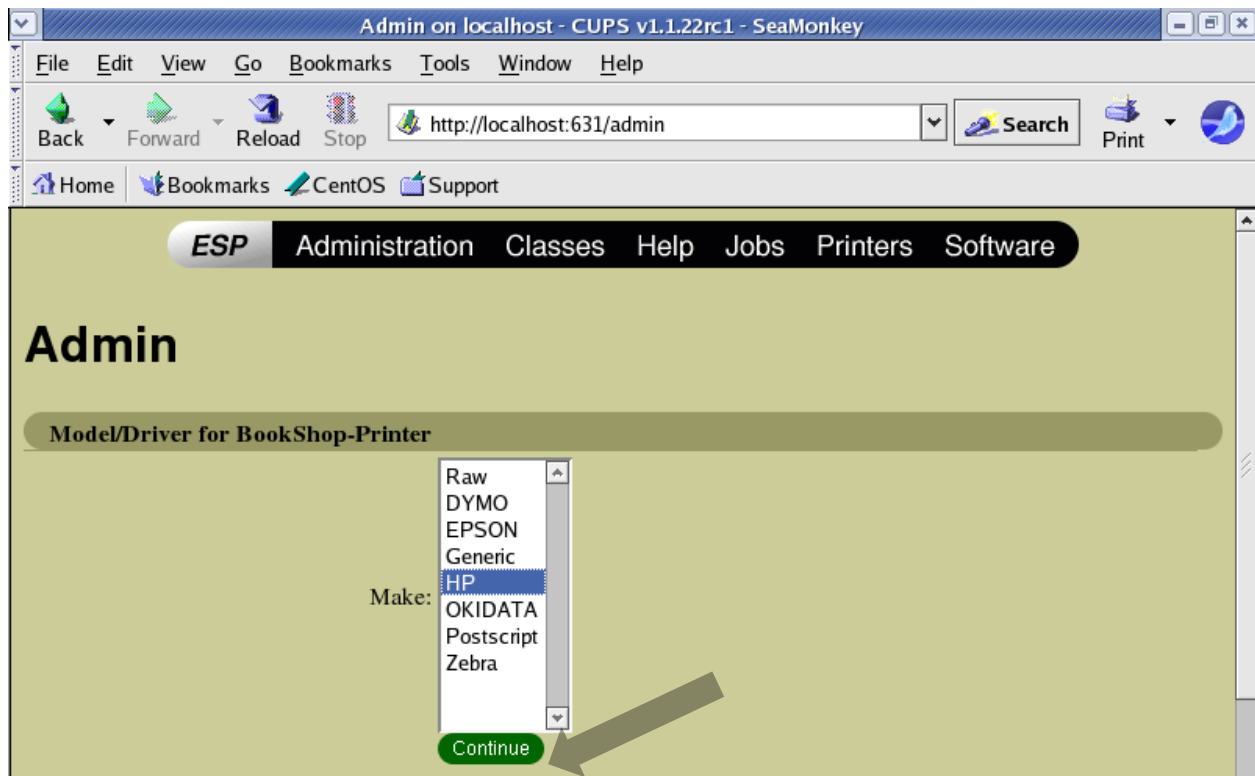 Admin on localhost - CUPS v1.1.22rc1 - SeaMonkey
File Edit View Go Bookmarks Tools Window Help
Back Forward Reload Stop http://localhost:631/admin Search Print
Home Bookmarks CentOS Support
ESP Administration Classes Help Jobs Printers Software
Admin
Model/Driver for BookShop-Printer
Raw
DYMO
EPSON
Generic
Make: HP
OKIDATA
Postscript
Zebra
Continue